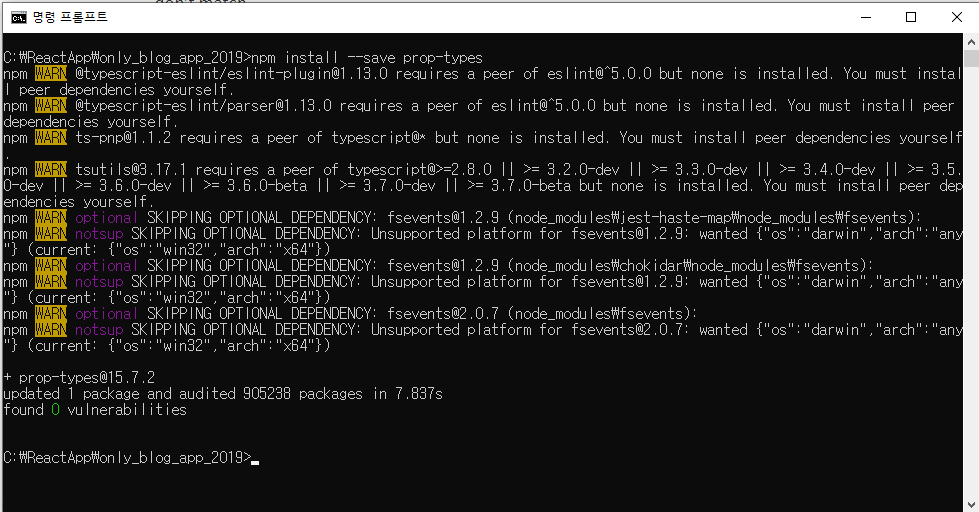 don't match
명령 프롬프트
C:\ReactApp\only_blog_app_2019>npm install --save prop-types
npm WARN @typescript-eslint/eslint-plugin@1.13.0 requires a peer of eslint@^5.0.0 but none is installed. You must instal
l peer dependencies yourself.
npm WARN @typescript-eslint/parser@1.13.0 requires a peer of eslint@^5.0.0 but none is installed. You must install peer
dependencies yourself.
npm WARN ts-pnp@1.1.2 requires a peer of typescript@* but none is installed. You must install peer dependencies yourself
.
npm WARN tsutils@3.17.1 requires a peer of typescript@>=2.8.0 || >= 3.2.0-dev || >= 3.3.0-dev || >= 3.4.0-dev || >= 3.5.
0-dev || >= 3.6.0-dev || >= 3.6.0-beta || >= 3.7.0-dev || >= 3.7.0-beta but none is installed. You must install peer dep
endencies yourself.
npm WARN optional SKIPPING OPTIONAL DEPENDENCY: fsevents@1.2.9 (node_modules₩jest-haste-map₩node_modules₩fsevents):
npm WARN notsup SKIPPING OPTIONAL DEPENDENCY: Unsupported platform for fsevents@1.2.9: wanted {"os":"darwin","arch":"any
"} (current: {"os":"win32","arch":"x64"})
npm WARN optional SKIPPING OPTIONAL DEPENDENCY: fsevents@1.2.9 (node_modules₩chokidar₩node_modules₩fsevents):
npm WARN notsup SKIPPING OPTIONAL DEPENDENCY: Unsupported platform for fsevents@1.2.9: wanted {"os":"darwin","arch":"any
"} (current: {"os":"win32","arch":"x64"})
npm WARN optional SKIPPING OPTIONAL DEPENDENCY: fsevents@2.0.7 (node_modules₩fsevents):
npm WARN notsup SKIPPING OPTIONAL DEPENDENCY: Unsupported platform for fsevents@2.0.7: wanted {"os":"darwin","arch":"any
"} (current: {"os":"win32","arch":"x64"})
+ prop-types@15.7.2
updated 1 package and audited 905238 packages in 7.837s
found 0 vulnerabilities
C:₩ReactApp₩only_blog_app_2019>